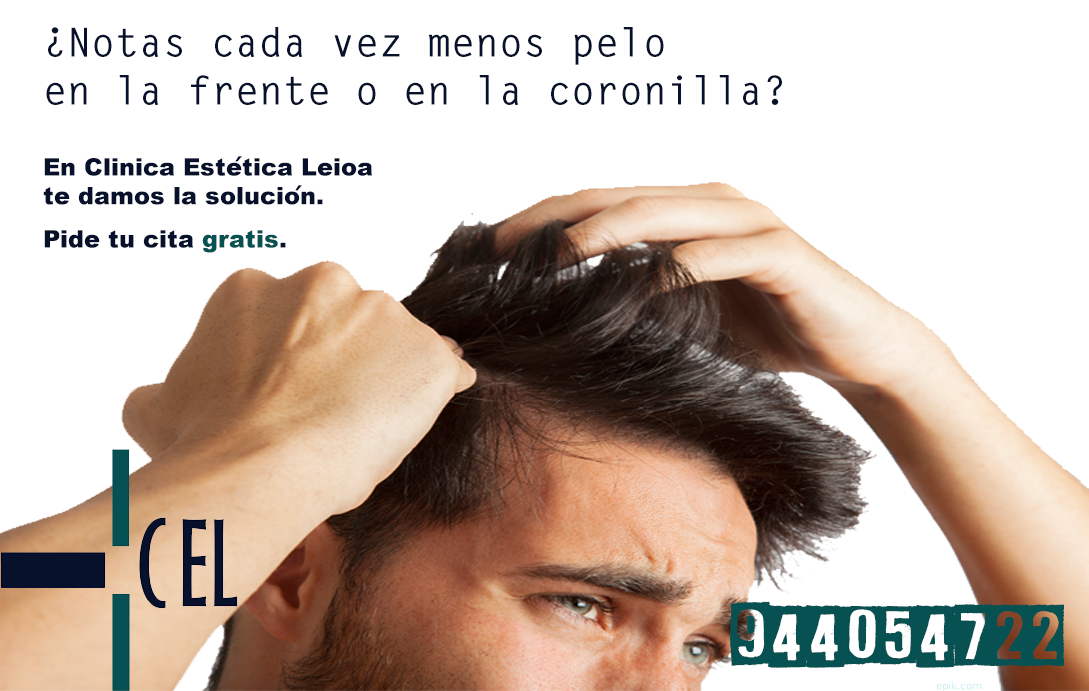 ¿Notas cada vez menos pelo
en la frente o en la coronilla?
En Clinica Estética Leioa
te damos la solución.
Pide tu cita gratis.
CEL
944054722
epik.com